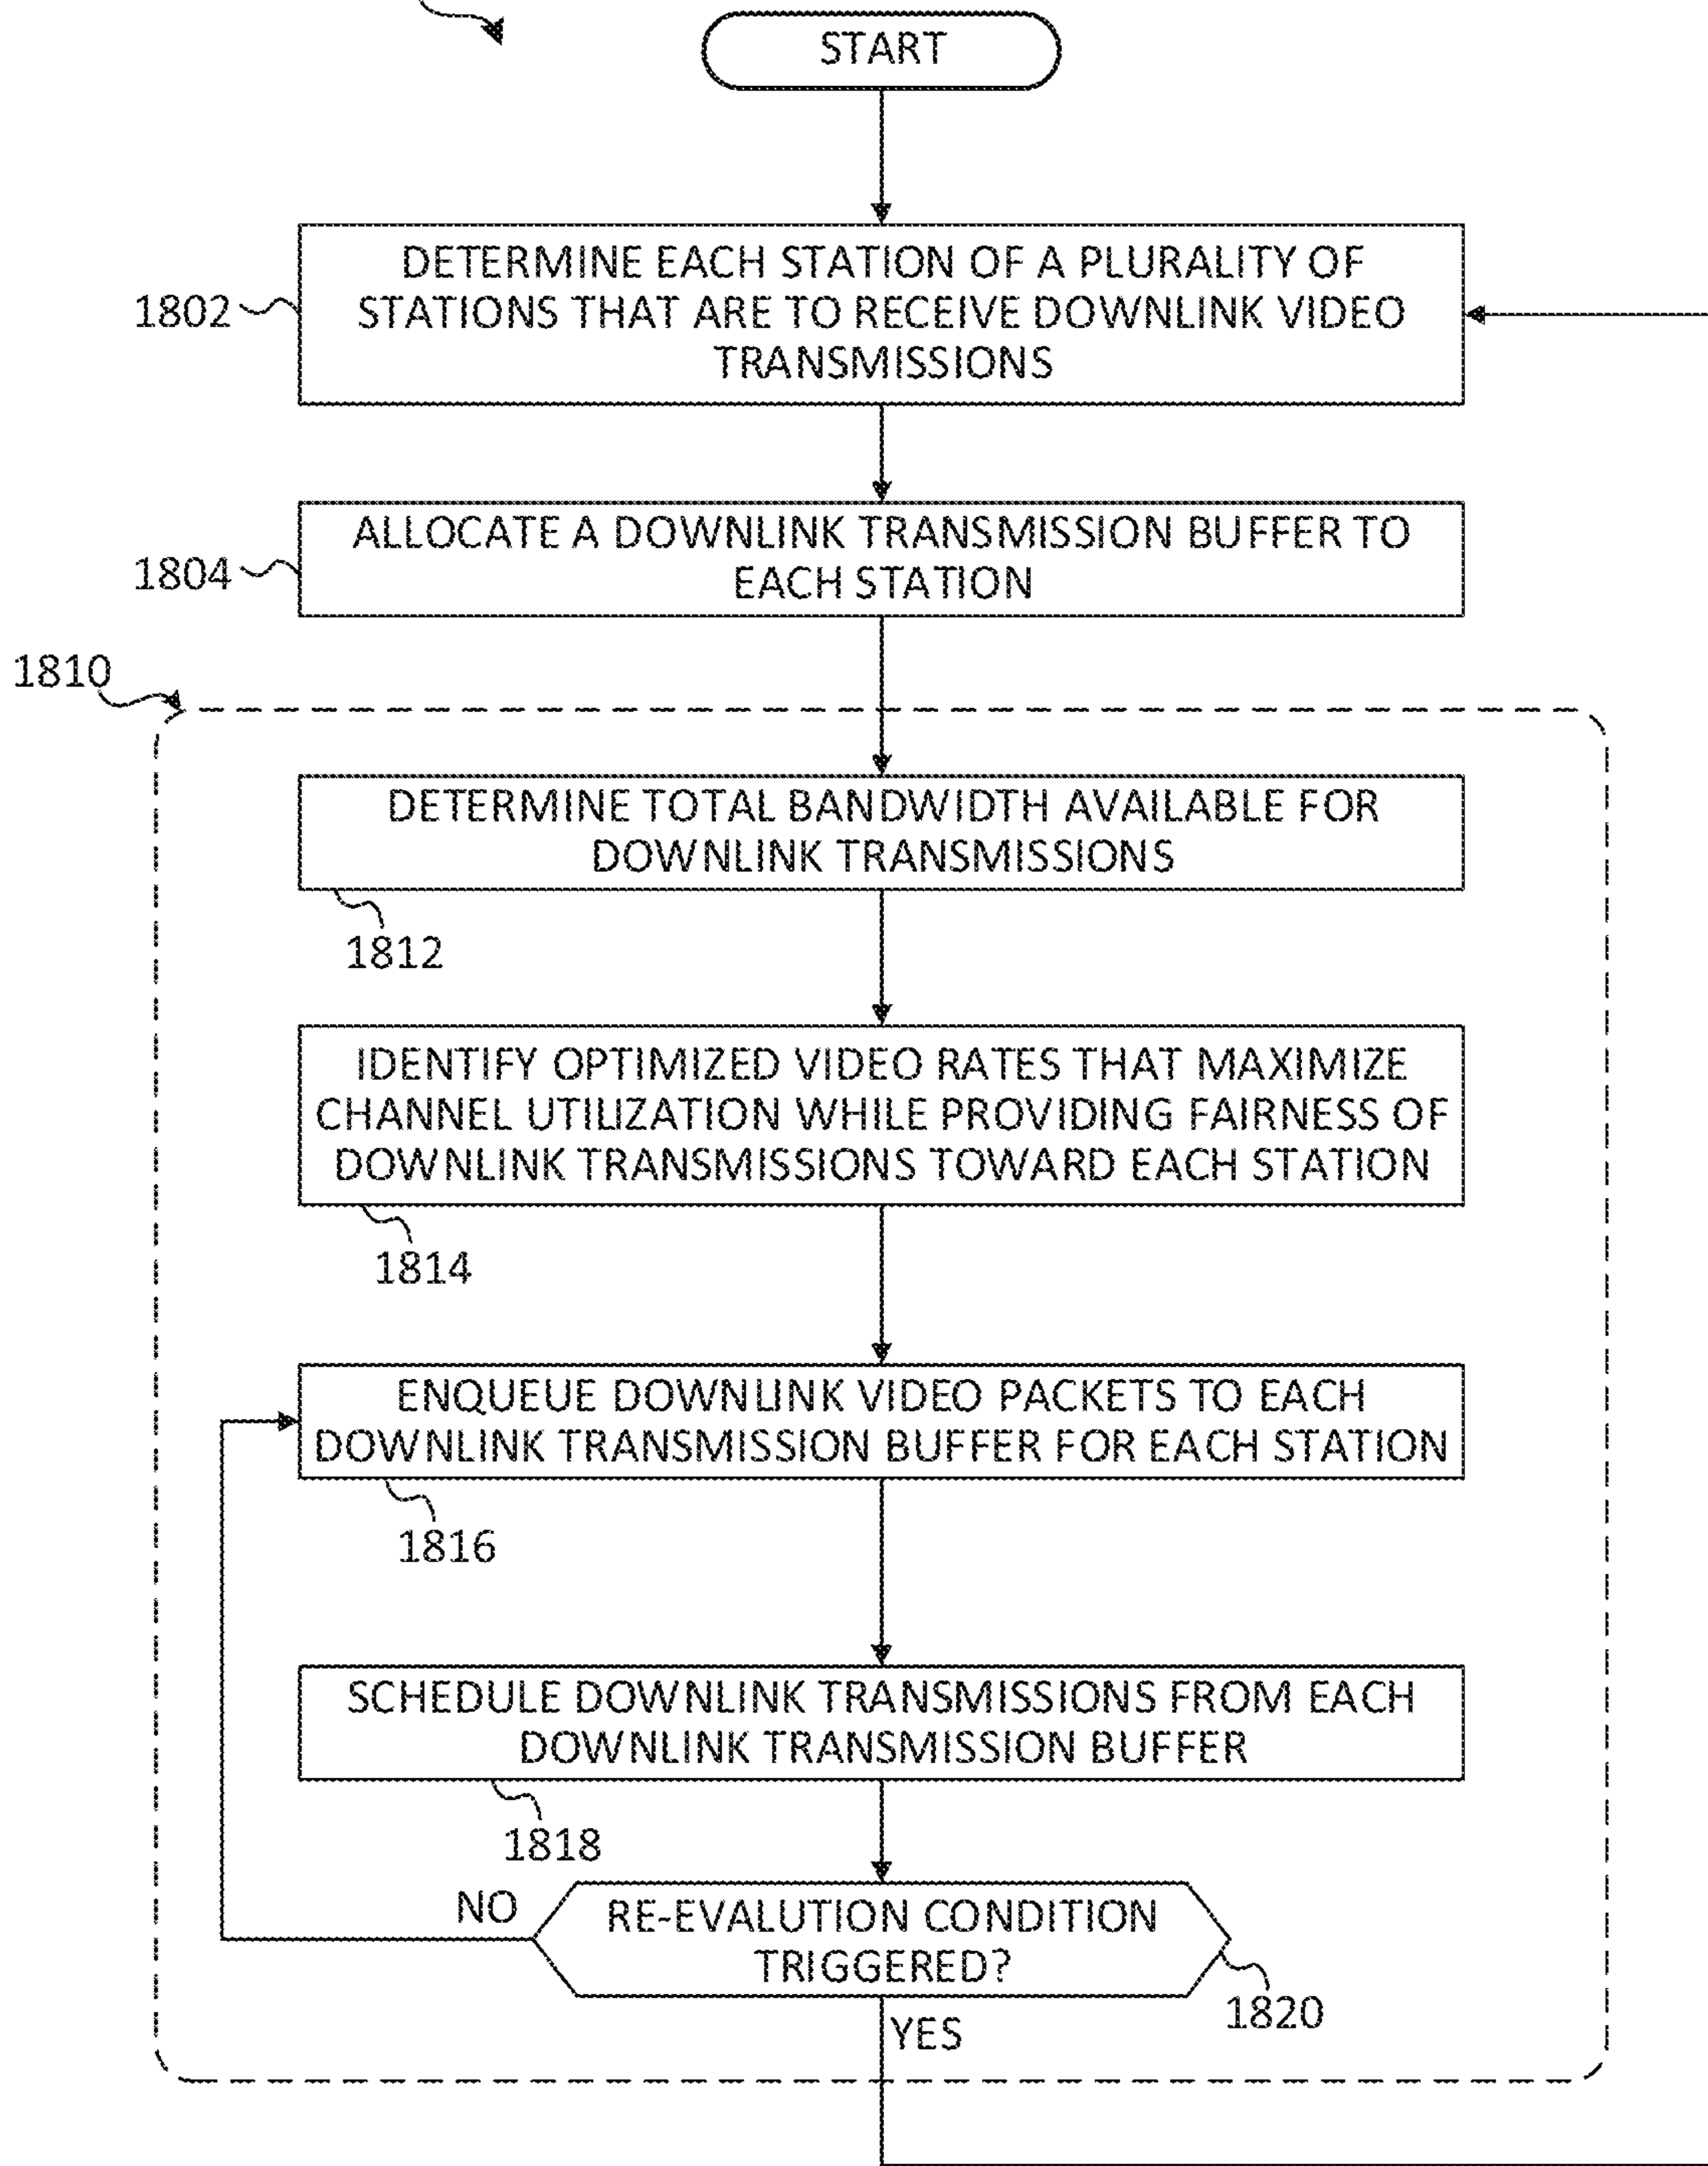 START
DETERMINE EACH STATION OF A PLURALITY OF
STATIONS THAT ARE TO RECEIVE DOWNLINK VIDEO
TRANSMISSIONS
1802
ALLOCATE A DOWNLINK TRANSMISSION BUFFER TO
EACH STATION
1804
1810
DETERMINE TOTAL BANDWIDTH AVAILABLE FOR
DOWNLINK TRANSMISSIONS
1812
IDENTIFY OPTIMIZED VIDEO RATES THAT MAXIMIZE
CHANNEL UTILIZATION WHILE PROVIDING FAIRNESS OF
DOWNLINK TRANSMISSIONS TOWARD EACH STATION
1814
ENQUEUE DOWNLINK VIDEO PACKETS TO EACH
DOWNLINK TRANSMISSION BUFFER FOR EACH STATION
1816
SCHEDULE DOWNLINK TRANSMISSIONS FROM EACH
DOWNLINK TRANSMISSION BUFFER
1818
NO
RE-EVALUTION CONDITION
TRIGGERED?
1820
YES